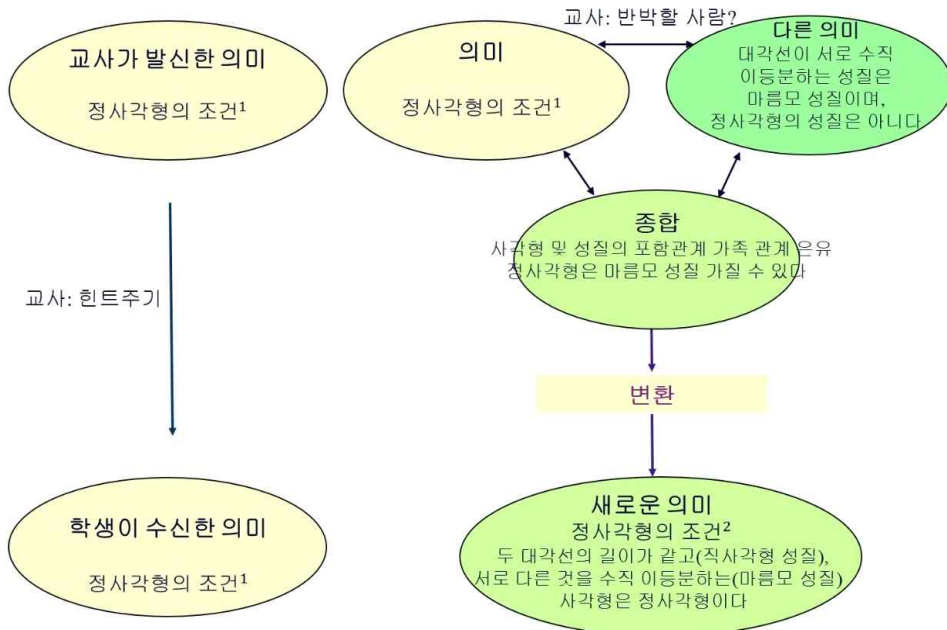 교사가 발신한 의미
정사각형의 조건¹
교사: 힌트주기
학생이 수신한 의미
정사각형의 조건¹
교사: 반박할 사람?
의미
정사각형의 조건¹
다른 의미
대각선이 서로 수직
이등분하는 성질은
마름모 성질이며,
정사각형의 성질은 아니다
종합
사각형 및 성질의 포함관계 가족 관계 은유
정사각형은 마름모 성질 가질 수 있다
변환
새로운 의미
정사각형의 조건²
두 대각선의 길이가 같고(직사각형 성질),
서로 다른 것을 수직 이등분하는(마름모 성질)
사각형은 정사각형이다